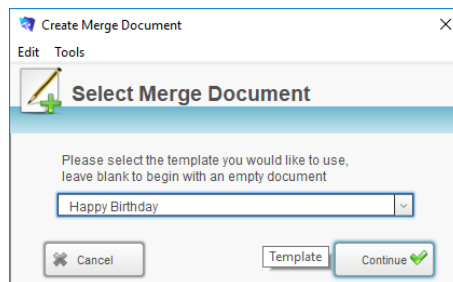 Create Merge Document
Edit Tools
Select Merge Document
Please select the template you would like to use,
leave blank to begin with an empty document
Happy Birthday
Cancel Template Continue